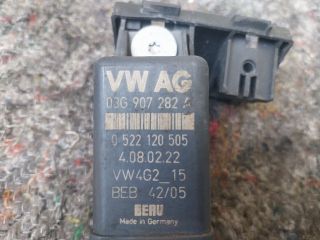 VW AG
03G 907 282 A
0 522 120 505
4.08.02.22
VW4G2_15
BEB 42/05
BERU
Made in Germany